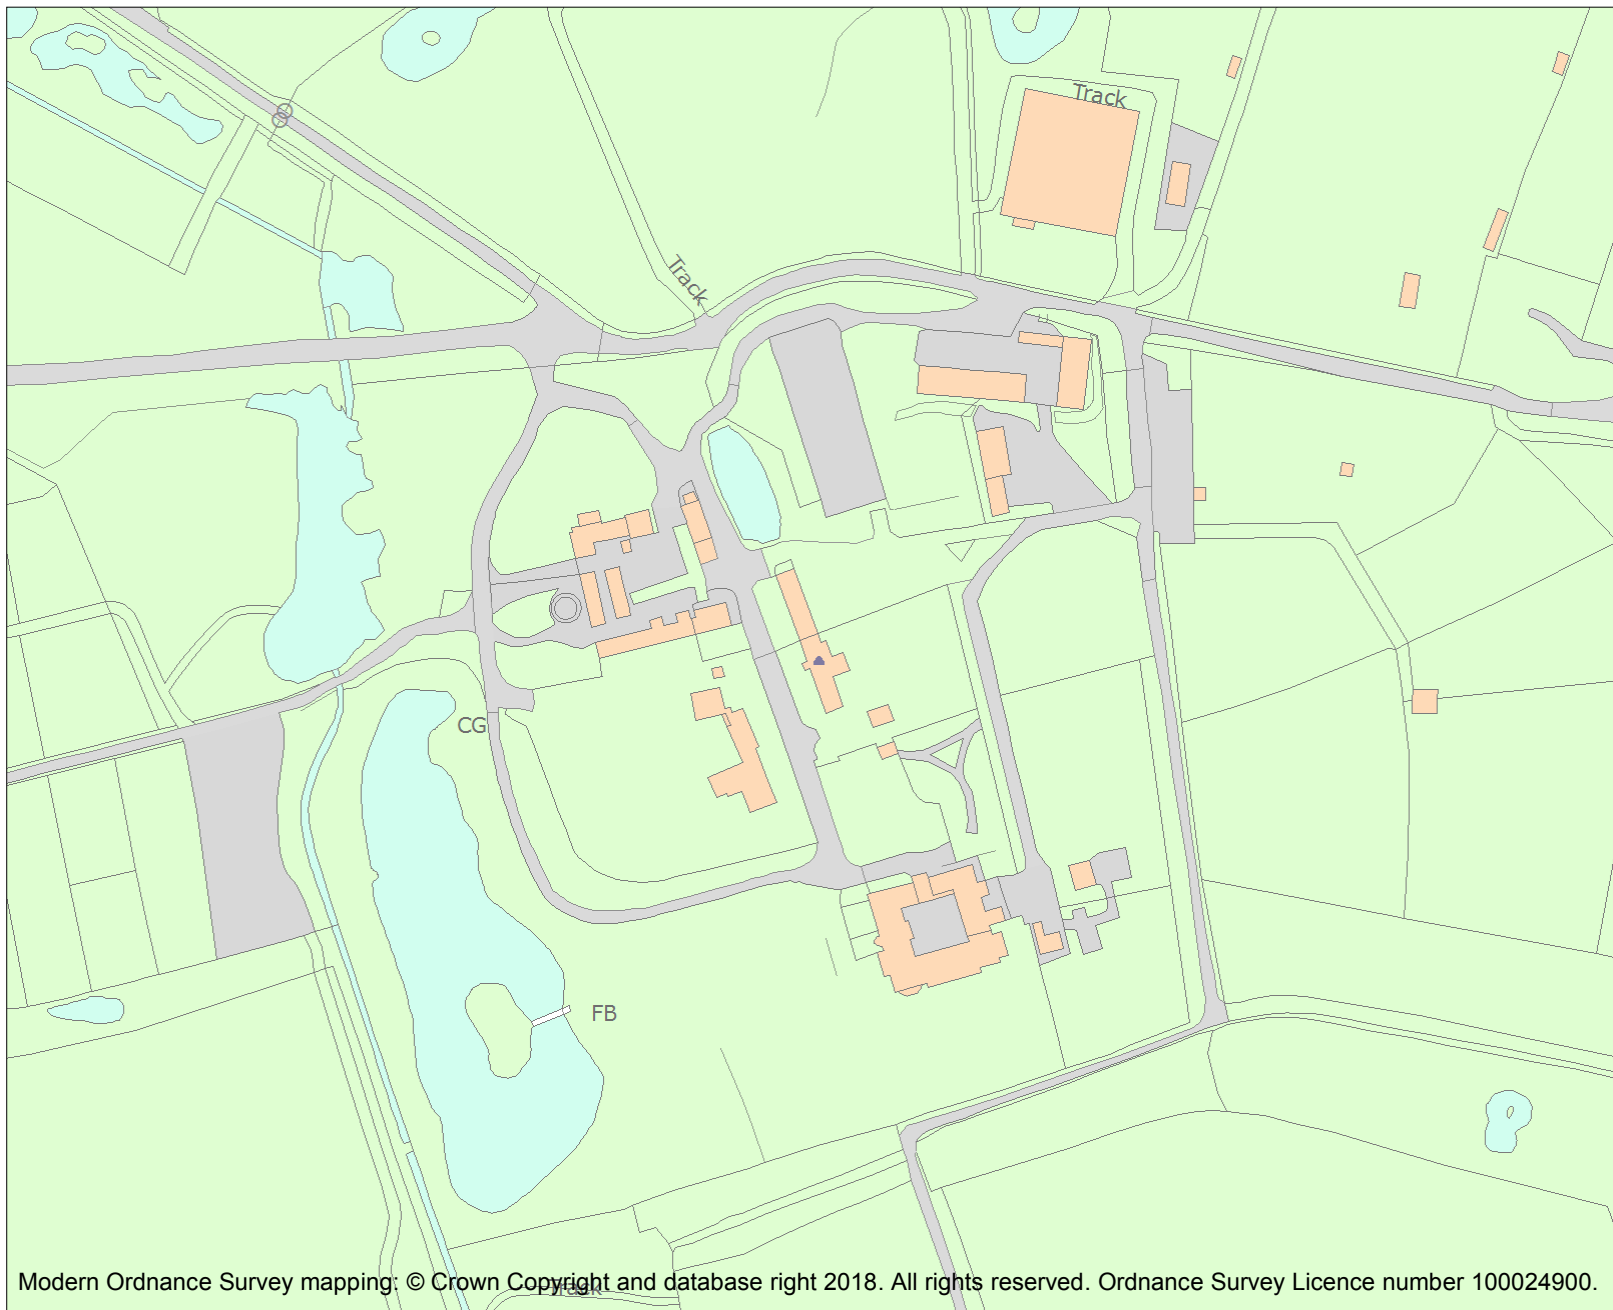 Track
Track
CG
FB
Track
Modern Ordnance Survey mapping: © Crown Copyright and database right 2018. All rights reserved. Ordnance Survey Licence number 100024900.